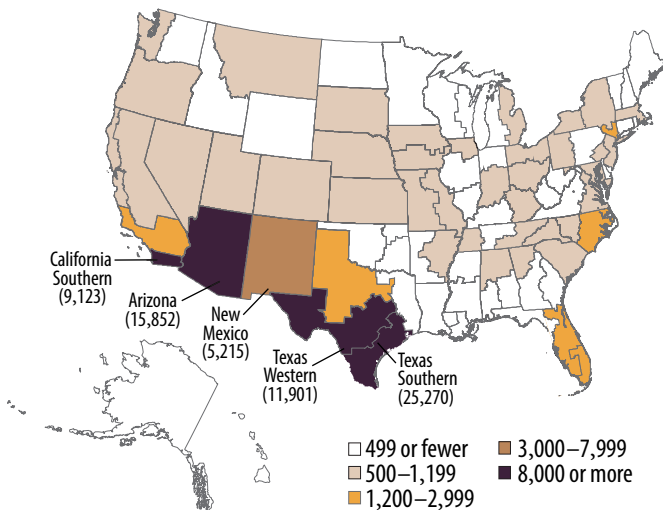 California
Southern
(9,123)
Arizona
(15,852)
New
Mexico
(5,215)
Texas
Western
(11,901)
Texas
Southern
(25,270)
499 or fewer
500–1,199
1,200–2,999
3,000–7,999
8,000 or more